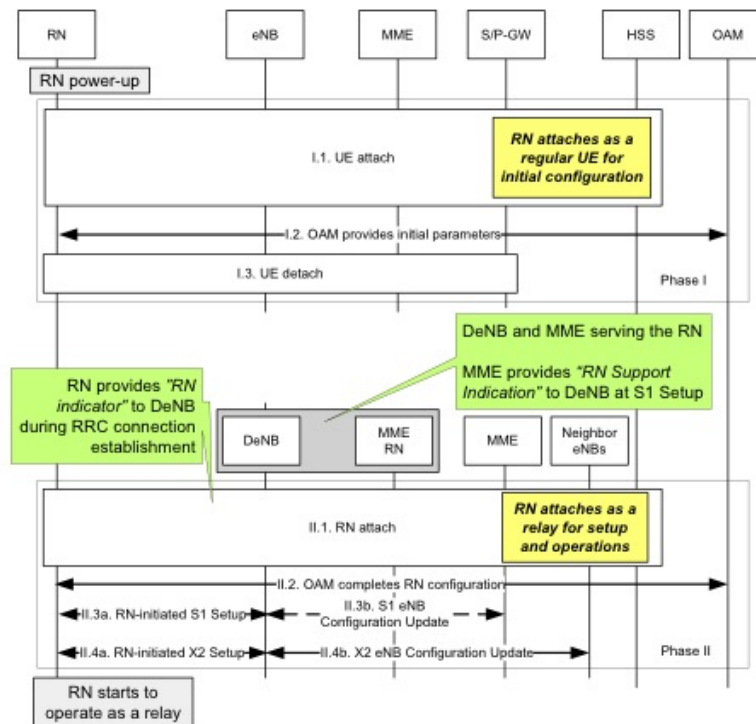 RN
eNB
MME
S/P-GW
HSS
OAM
RN power-up
I.1. UE attach
RN attaches as a
regular UE for
initial configuration
I.2. OAM provides initial parameters
I.3. UE detach
Phase I
DeNB and MME serving the RN
MME provides "RN Support
Indication" to DeNB at S1 Setup
RN provides "RN
indicator" to DeNB
during RRC connection
establishment
DeNB
MME
RN
MME
Neighbor
eNBs
II.1. RN attach
RN attaches as a
relay for setup
and operations
II.2. OAM completes RN configuration
II.3a. RN-initiated S1 Setup
II.3b. S1 eNB
Configuration Update
II.4a. RN-initiated X2 Setup
II.4b. X2 eNB Configuration Update
Phase II
RN starts to
operate as a relay